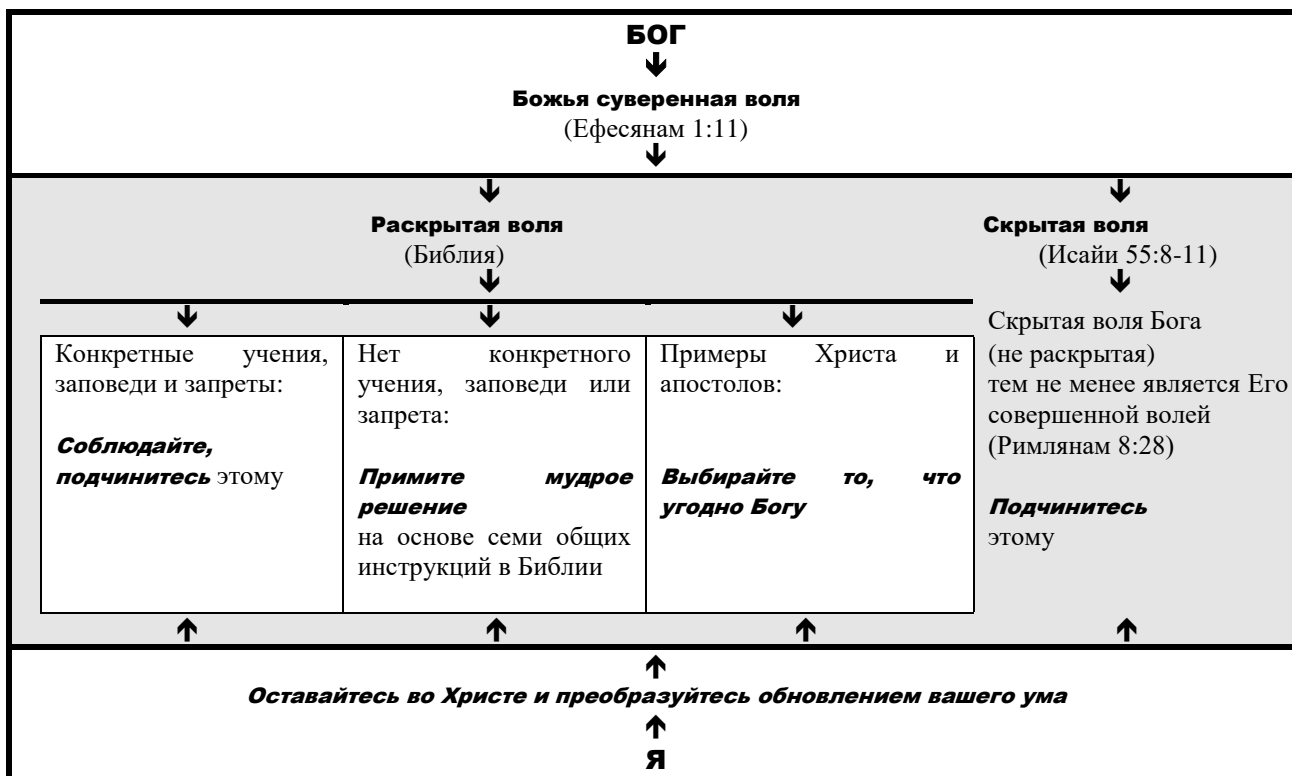 БОГ
Божья суверенная воля
(Ефесянам 1:11)
Раскрытая воля
(Библия)
Скрытая воля
(Исайи 55:8-11)
Конкретные учения,
заповеди и запреты:
Соблюдайте,
подчинитесь этому
Нет конкретного
учения, заповеди или
запрета:
Примите мудрое
решение
на основе семи общих
инструкций в Библии
Примеры Христа и
апостолов:
Выбирайте то, что
угодно Богу
Скрытая воля Бога
(не раскрытая)
тем не менее является Его
совершенной волей
(Римлянам 8:28)
Подчинитесь
этому
Оставайтесь во Христе и преобразуйтесь обновлением вашего ума
Я